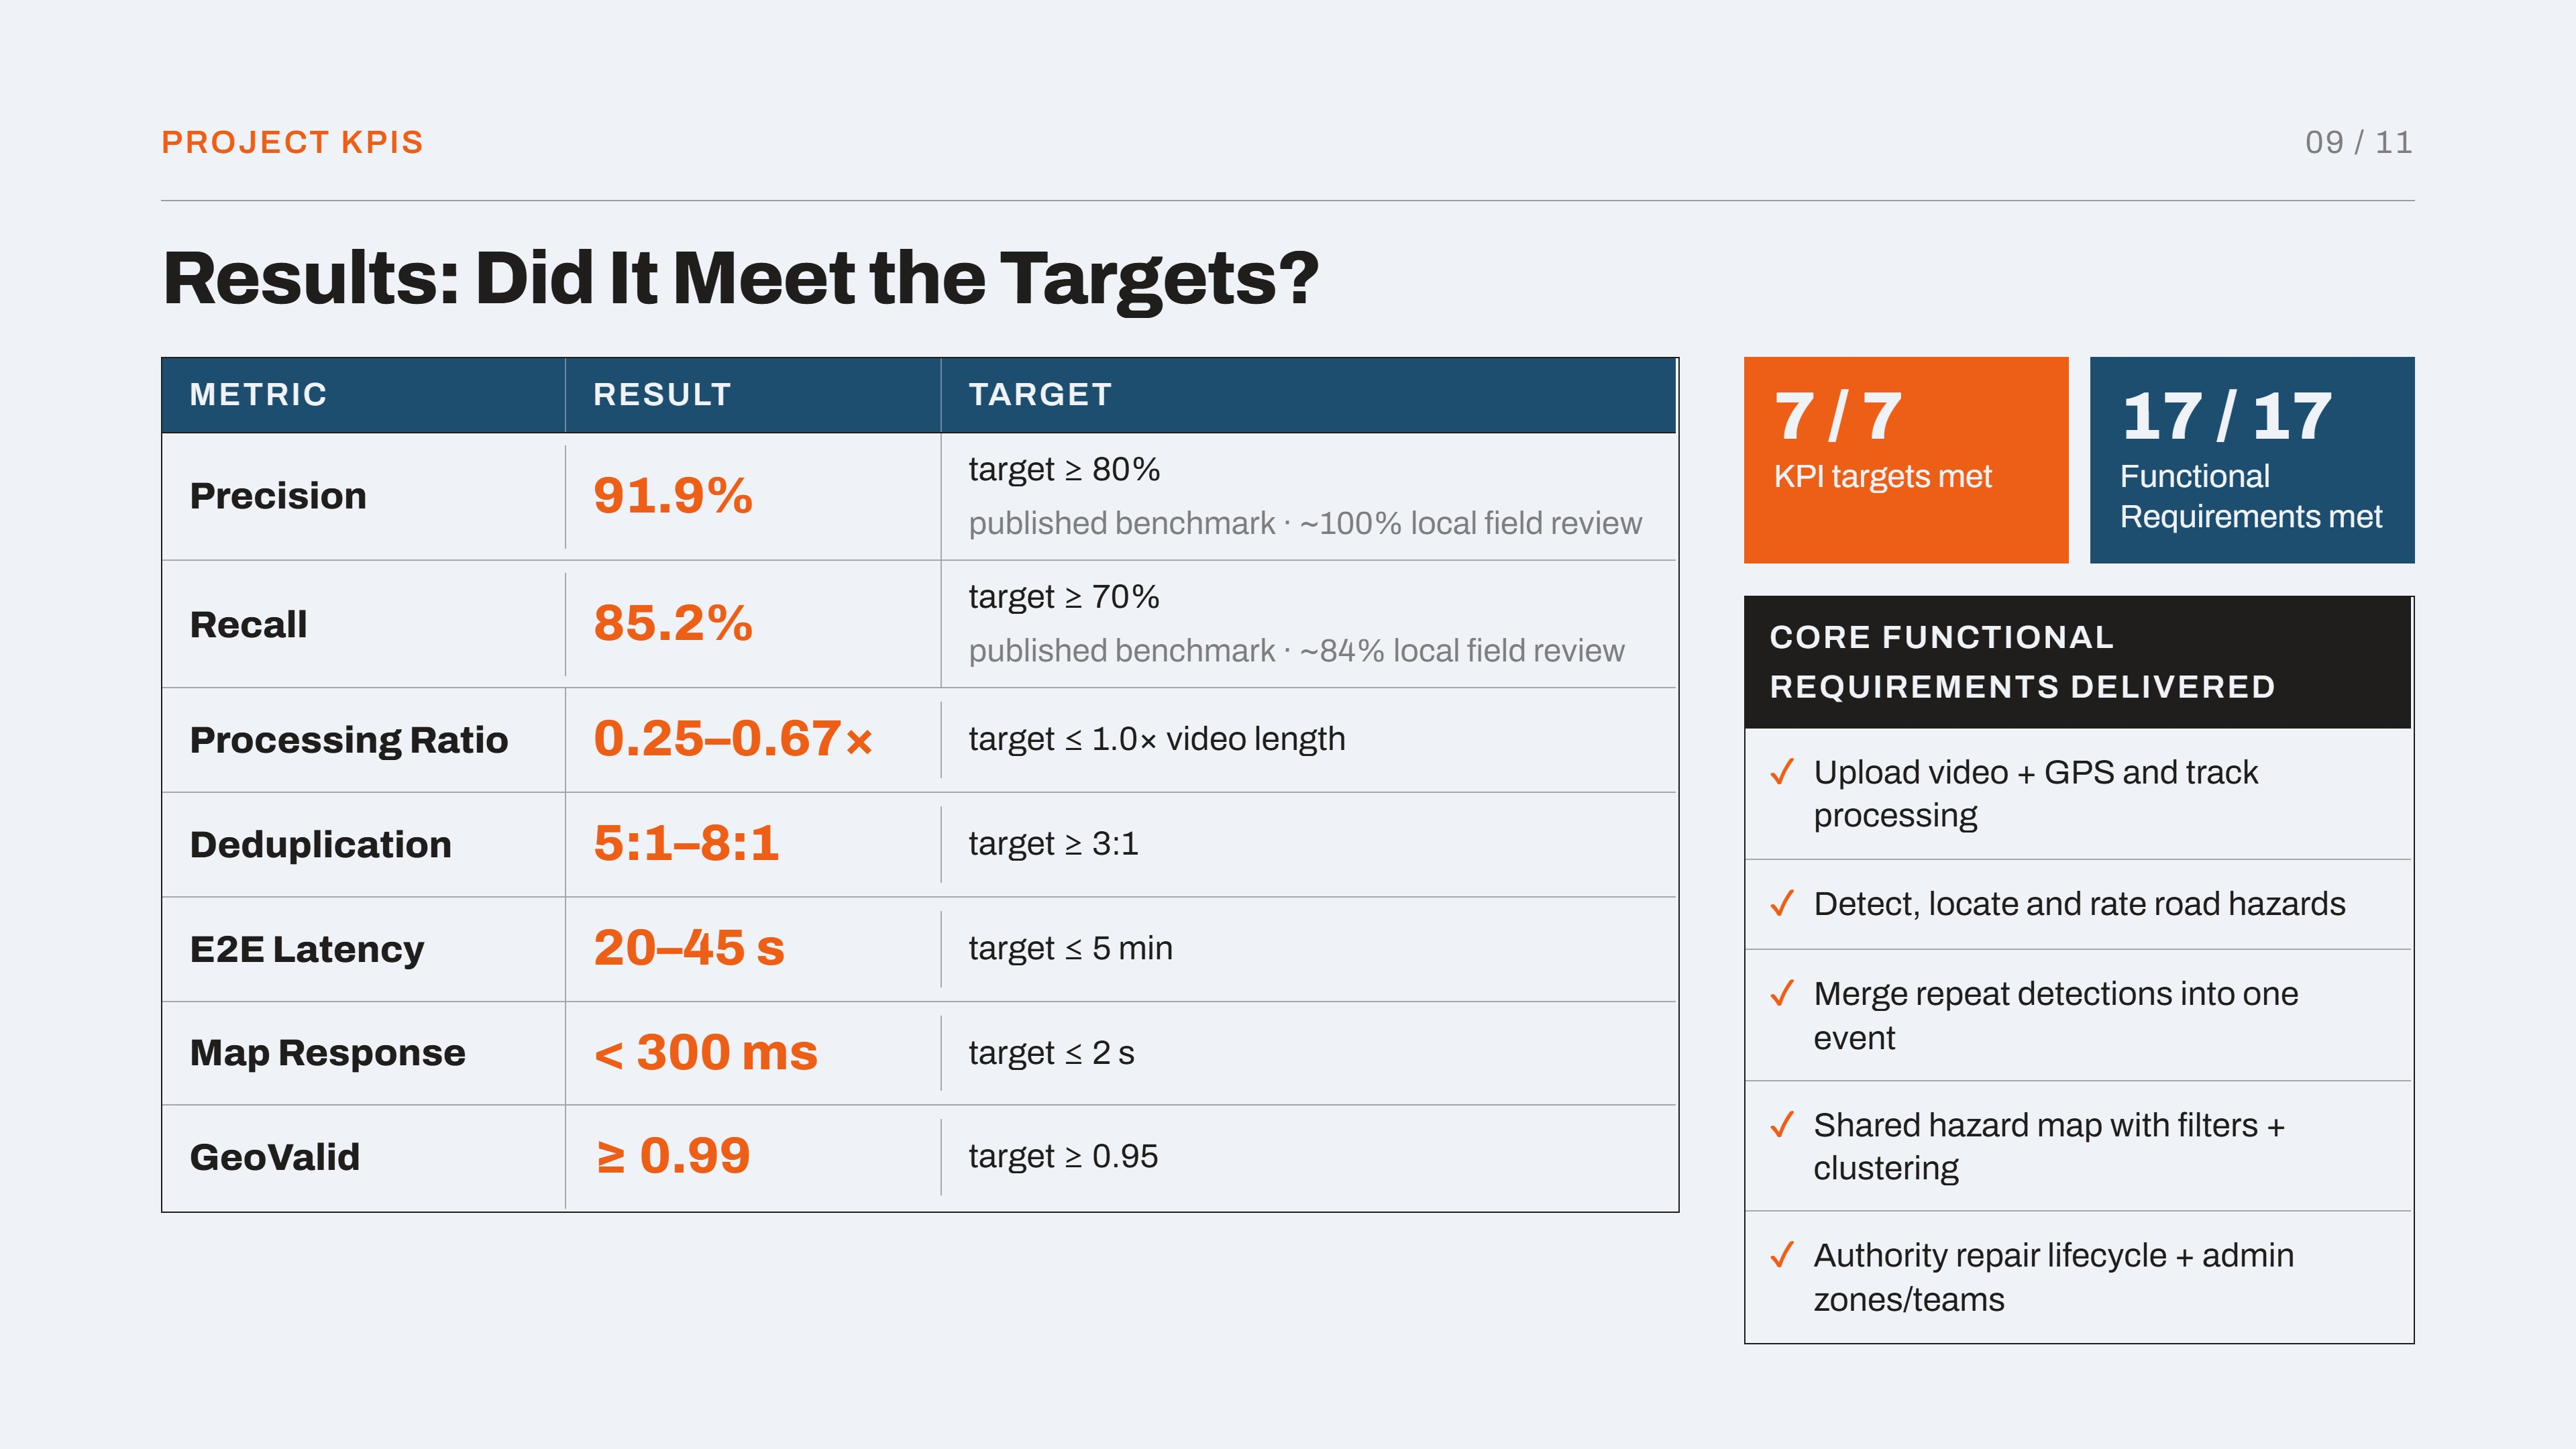 PROJECT KPIS
09 / 11
Results: Did It Meet the Targets?
METRIC RESULT TARGET
Precision 91.9% target ≥ 80%
published benchmark · ~100% local field review
Recall 85.2% target ≥ 70%
published benchmark · ~84% local field review
Processing Ratio 0.25–0.67× target ≤ 1.0× video length
Deduplication 5:1–8:1 target ≥ 3:1
E2E Latency 20–45 s target ≤ 5 min
Map Response < 300 ms target ≤ 2 s
GeoValid ≥ 0.99 target ≥ 0.95
7 / 7
KPI targets met
17 / 17
Functional
Requirements met
CORE FUNCTIONAL
REQUIREMENTS DELIVERED
✓ Upload video + GPS and track
processing
✓ Detect, locate and rate road hazards
✓ Merge repeat detections into one
event
✓ Shared hazard map with filters +
clustering
✓ Authority repair lifecycle + admin
zones/teams